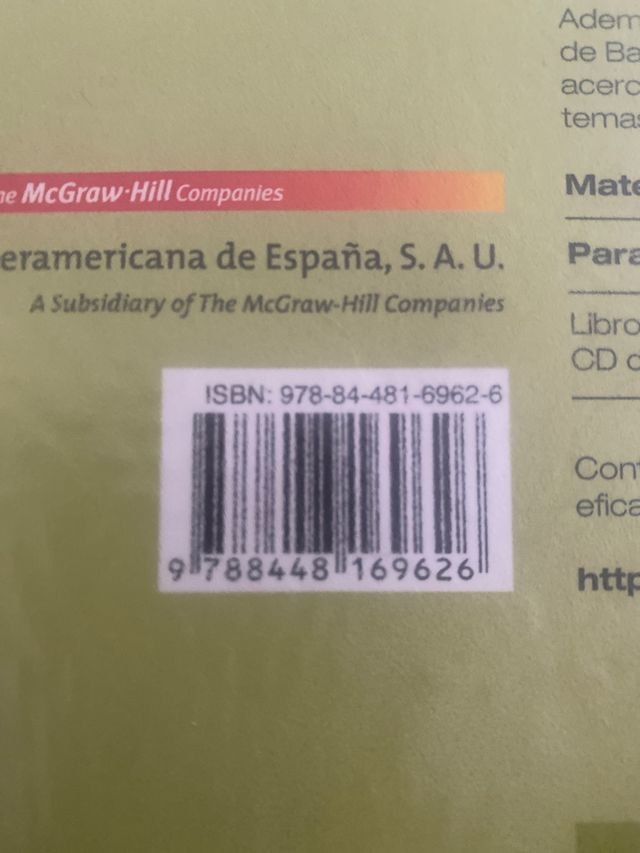 McGraw-Hill Companies
eramericana de España, S. A. U.
A Subsidiary of The McGraw-Hill Companies
ISBN: 978-84-481-6962-6
9 788448 169626
Adem
de Ba
acerc
temas
Mate
Para
Libro
CD
Cont
efica
http